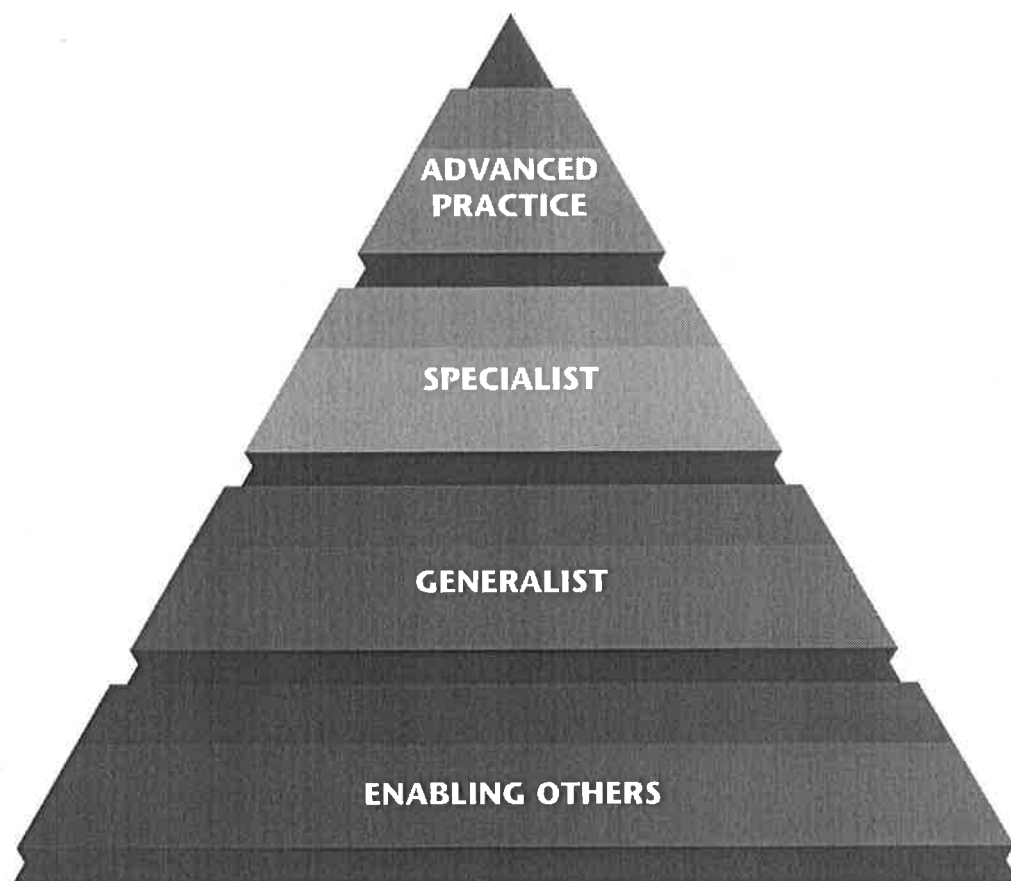 ADVANCED
PRACTICE
SPECIALIST
GENERALIST
ENABLING OTHERS